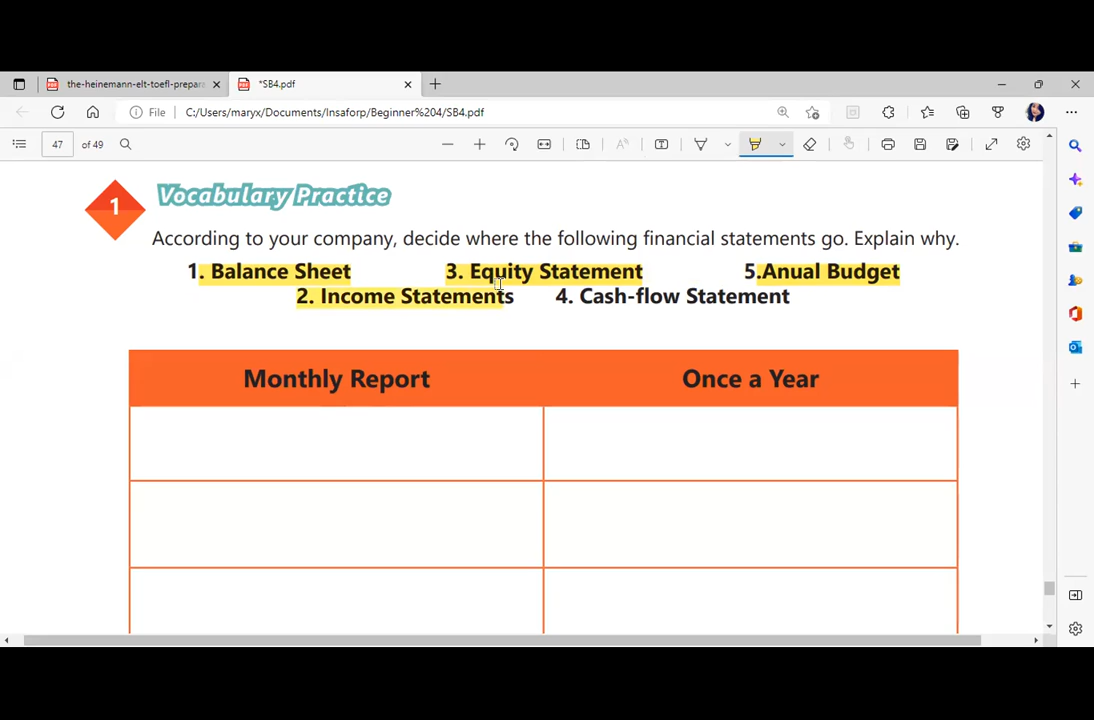 the-heinemann-elt-toefl-prepara
*SB4.pdf
File C:/Users/maryx/Documents/Insaforp/Beginner%204/SB4.pdf
47 of 49
1 Vocabulary Practice
According to your company, decide where the following financial statements go. Explain why.
1. Balance Sheet 3. Equity Statement 5.Anual Budget
2. Income Statements 4. Cash-flow Statement
Monthly Report Once a Year